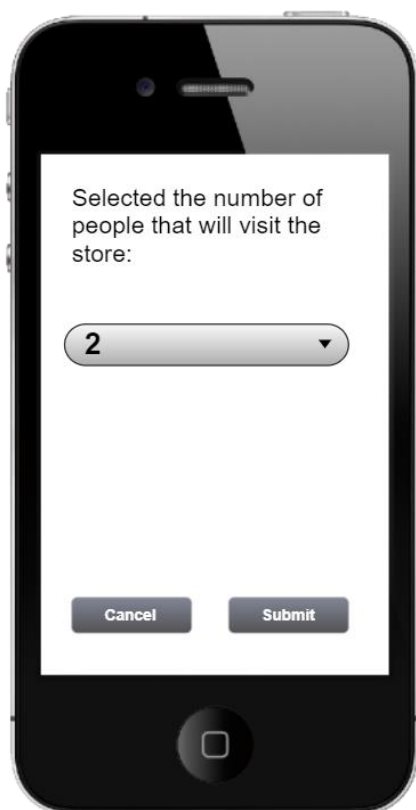 Selected the number of
people that will visit the
store:
2
Cancel
Submit